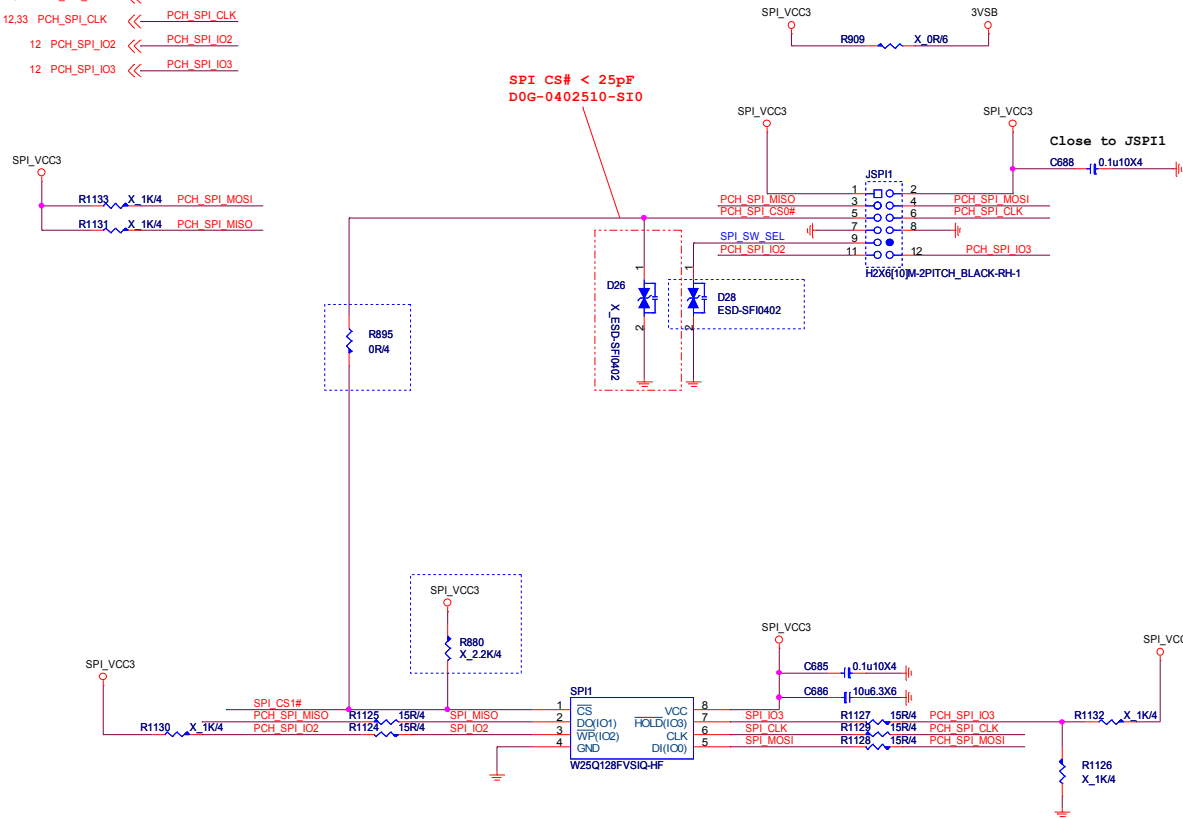 12,33 PCH_SPI_CLK PCH_SPI_CLK
12 PCH_SPI_IO2 PCH_SPI_IO2
12 PCH_SPI_IO3 PCH_SPI_IO3
SPI_VCC3 3VSB
R909 X_0R/6
SPI CS# < 25pF
D0G-0402510-SI0
SPI_VCC3 SPI_VCC3
Close to JSPI1
C688 0.1u10X4
SPI_VCC3
R1133 X_1K/4 PCH_SPI_MOSI
R1131 X_1K/4 PCH_SPI_MISO
JSPI1
1 2
PCH_SPI_MISO 3 4 PCH_SPI_MOSI
PCH_SPI_CS0# 5 6 PCH_SPI_CLK
7 8
SPI_SW_SEL 9
PCH_SPI_IO2 11 12 PCH_SPI_IO3
H2X6[10]M-2PITCH_BLACK-RH-1
1 1
D26
X_ESD-SFI0402
D28
ESD-SFI0402
2 2
R895
0R/4
SPI_VCC3
R880
X_2.2K/4
SPI_VCC3
R1130 X_1K/4
SPI_CS1#
PCH_SPI_MISO R1125 15R/4 SPI_MISO
PCH_SPI_IO2 R1124 15R/4 SPI_IO2
SPI1
1 CS VCC 8
2 DO(IO1) HOLD(IO3) 7
3 WP(IO2) CLK 6
4 GND DI(IO0) 5
W25Q128FVSIQ-HF
SPI_VCC3
C685 0.1u10X4
C686 10u6.3X6
SPI_IO3 R1127 15R/4 PCH_SPI_IO3
SPI_CLK R1129 15R/4 PCH_SPI_CLK
SPI_MOSI R1128 15R/4 PCH_SPI_MOSI
R1132 X_1K/4
R1126
X_1K/4